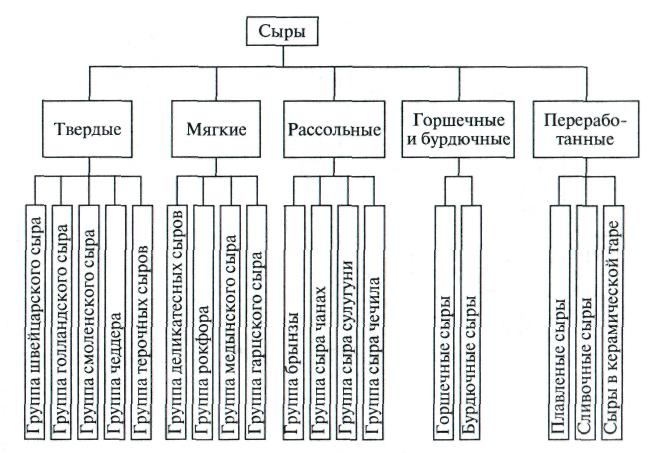 Сыры
Твердые
Мягкие
Рассольные
Горшечные
и бурдючные
Переработанные
Группа швейцарского сыра
Группа голландского сыра
Группа смоленского сыра
Группа чеддера
Группа терочных сыров
Группа деликатесных сыров
Группа рокфора
Группа медынского сыра
Группа гарцского сыра
Группа брынзы
Группа сыра чанах
Группа сыра сулугуни
Группа сыра чечила
Горшечные сыры
Бурдючные сыры
Плавленые сыры
Сливочные сыры
Сыры в керамической таре